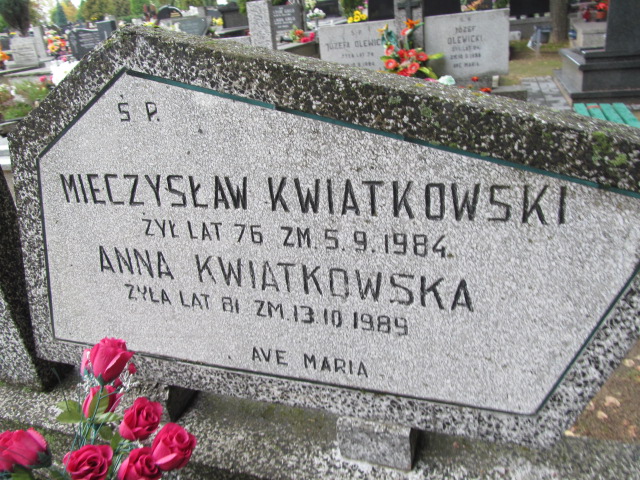 Ś P.
MIECZYSŁAW KWIATKOWSKI
ŻYŁ LAT 76 ZM. 5.9.1984.
ANNA KWIATKOWSKA
ŻYŁA LAT 81 ZM.13.10 1989
. AVE MARIA.
OLEWICKI